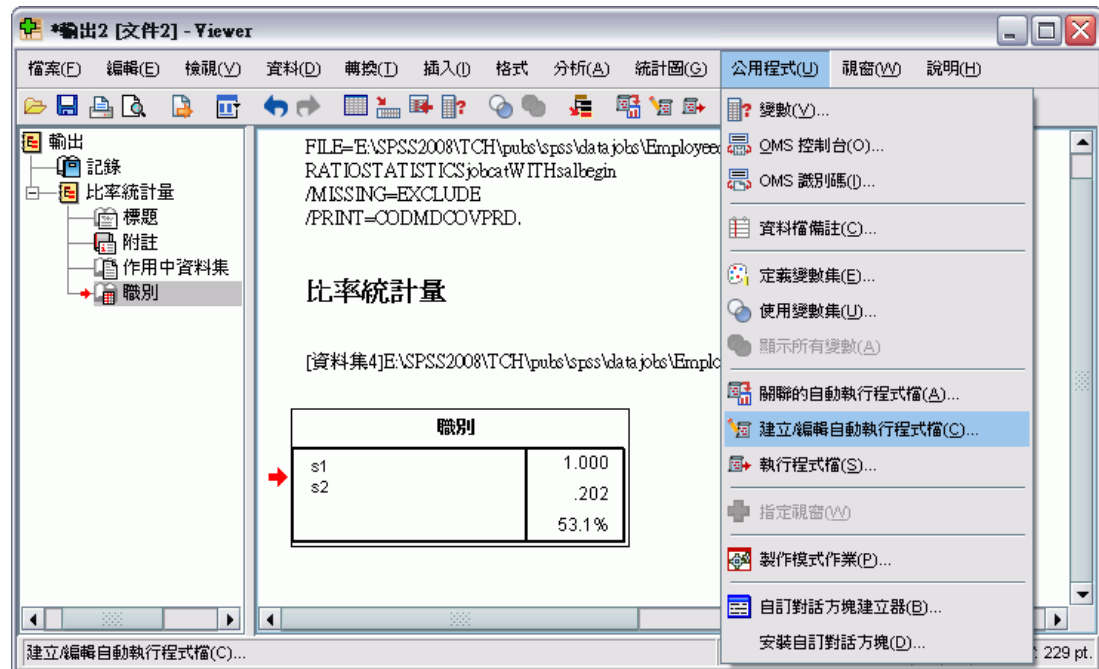 *輸出2 [文件2] - Viewer
檔案(F) 編輯(E) 檢視(V) 資料(D) 轉換(T) 插入(I) 格式 分析(A) 統計圖(G) 公用程式(U) 視窗(W) 說明(H)
輸出
記錄
比率統計量
標題
附註
作用中資料集
職別
FILE='E:\SPSS2008\TCH\pubs\spss\datajobs\Employee
RATIOSTATISTICSjobcatWITHsalbegin
/MISSING=EXCLUDE
/PRINT=CODMDCOVPRD.
比率統計量
[資料集4]E:\SPSS2008\TCH\pubs\spss\datajobs\Emplo
職別
s1 1.000
s2 .202
53.1%
變數(V)...
OMS 控制台(O)...
OMS 識別碼(I)...
資料檔備註(C)...
定義變數集(E)...
使用變數集(U)...
顯示所有變數(A)
關聯的自動執行程式檔(A)...
建立/編輯自動執行程式檔(C)...
執行程式檔(S)...
指定視窗(W)
製作模式作業(P)...
自訂對話方塊建立器(B)...
安裝自訂對話方塊(D)...
建立/編輯自動執行程式檔(C)...
229 pt.